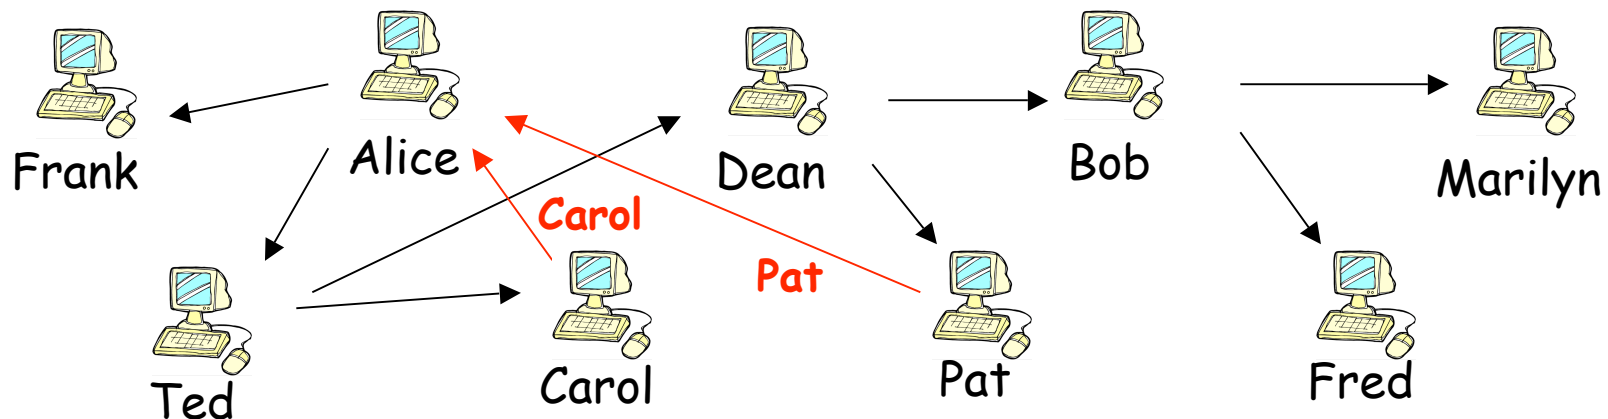 Frank
Alice
Dean
Bob
Marilyn
Carol
Pat
Ted
Carol
Pat
Fred